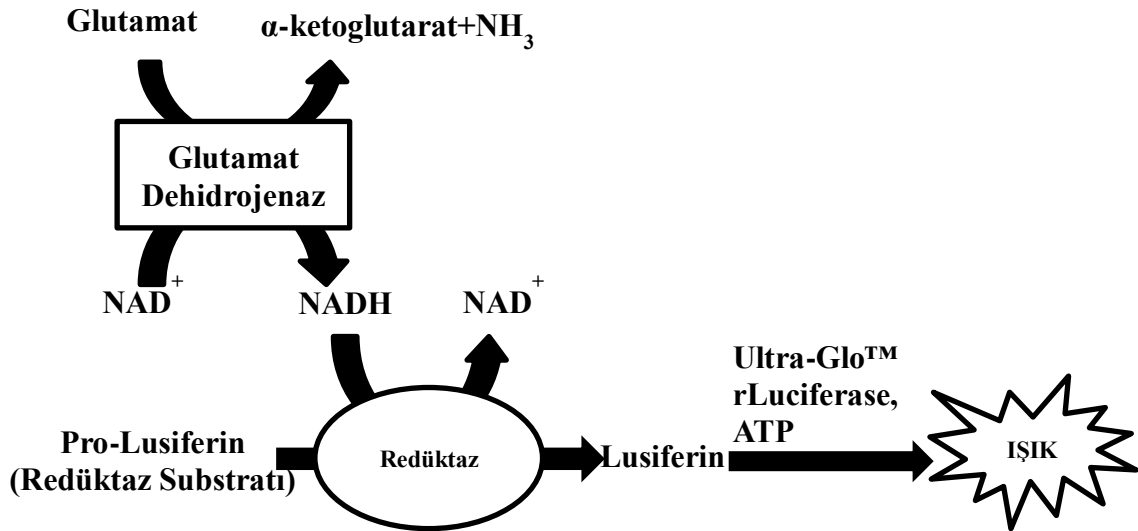 Glutamat
α-ketoglutarat+NH3
Glutamat
Dehidrojenaz
NAD+
NADH
NAD+
Ultra-Glo™
rLuciferase,
ATP
Pro-Lusiferin
(Redüktaz Substratı)
Redüktaz
Lusiferin
IŞIK